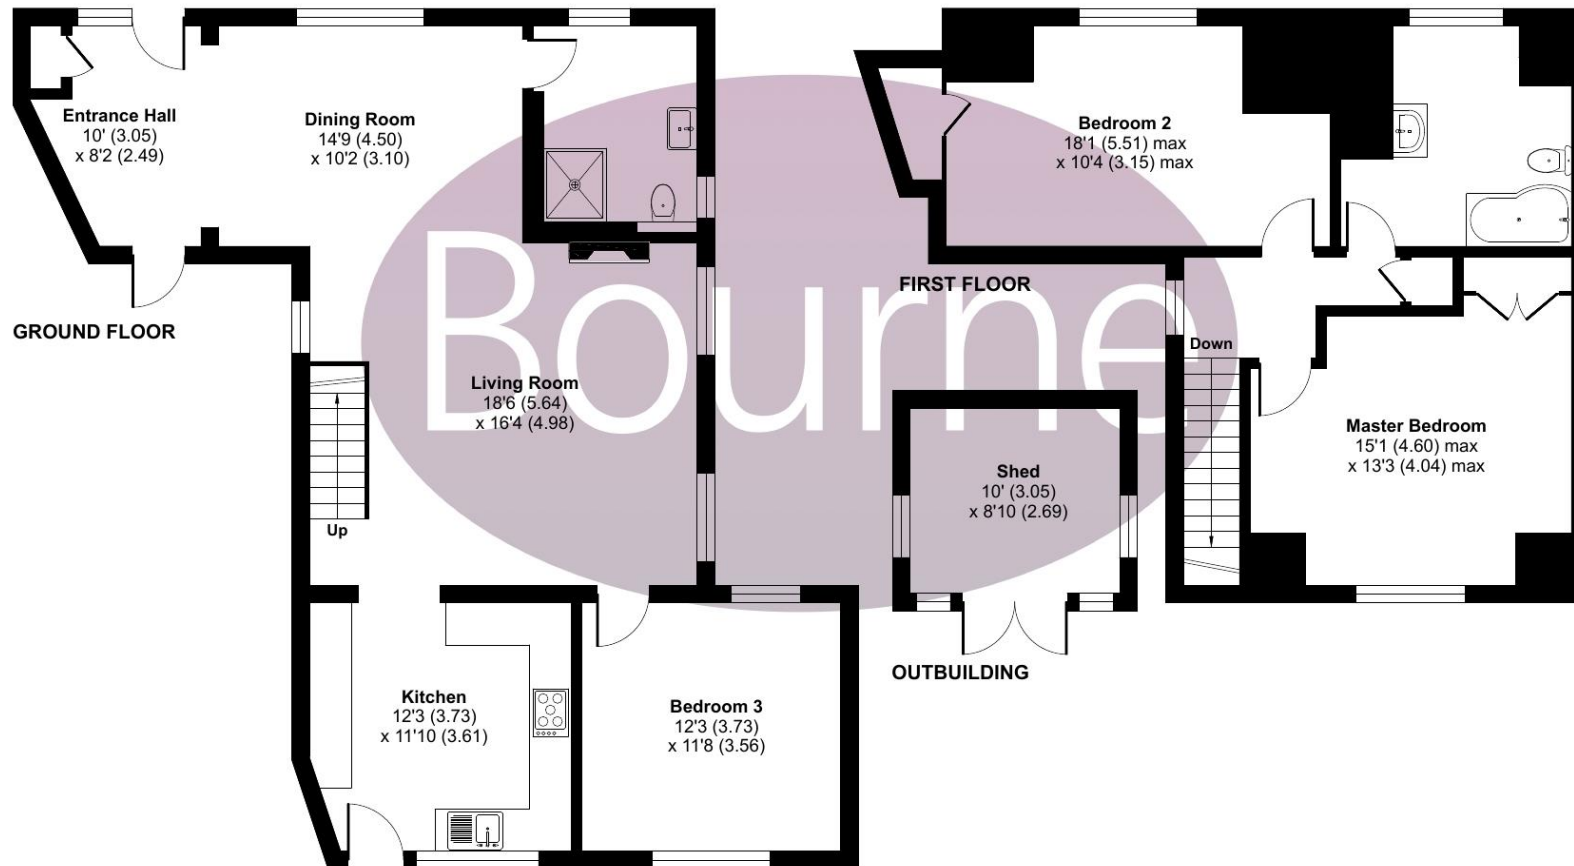 Entrance Hall
10' (3.05)
x 8'2 (2.49)
Dining Room
14'9 (4.50)
x 10'2 (3.10)
GROUND FLOOR
Living Room
18'6 (5.64)
x 16'4 (4.98)
Up
Kitchen
12'3 (3.73)
x 11'10 (3.61)
Bedroom 3
12'3 (3.73)
x 11'8 (3.56)
Bourne
Bedroom 2
18'1 (5.51) max
x 10'4 (3.15) max
FIRST FLOOR
Down
Master Bedroom
15'1 (4.60) max
x 13'3 (4.04) max
Shed
10' (3.05)
x 8'10 (2.69)
OUTBUILDING